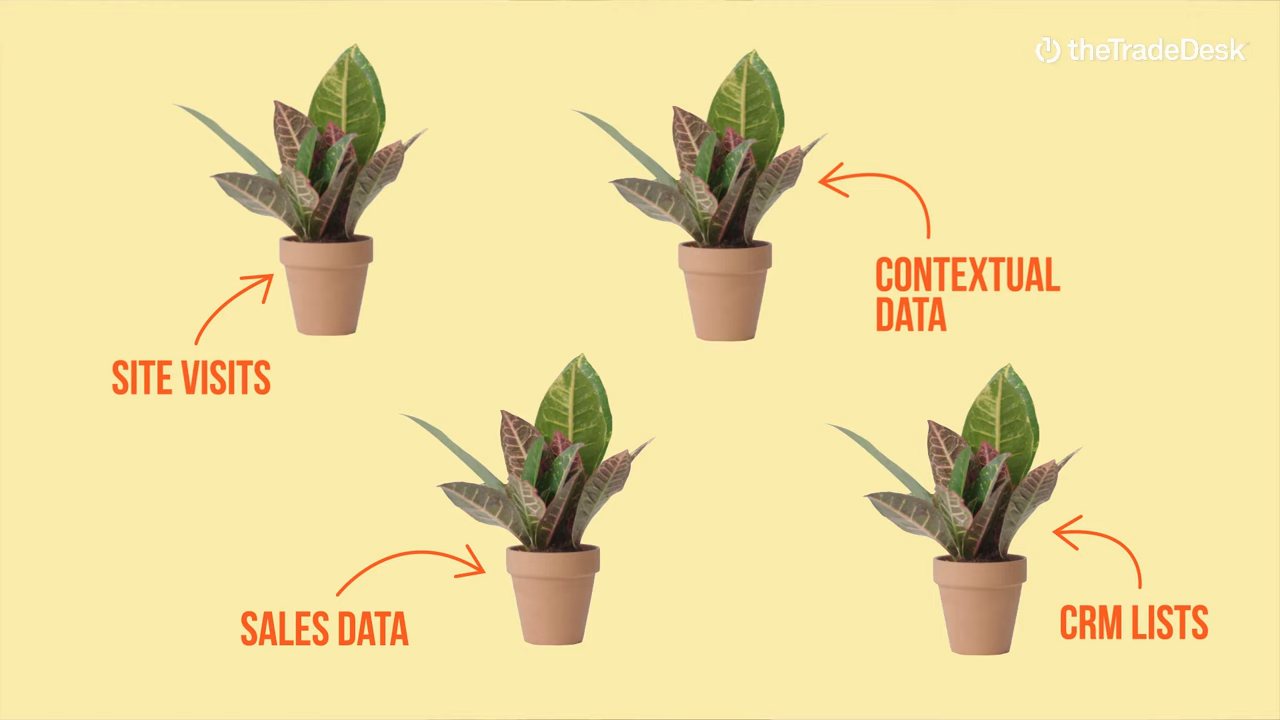 theTradeDesk
CONTEXTUAL
DATA
SITE VISITS
SALES DATA
CRM LISTS